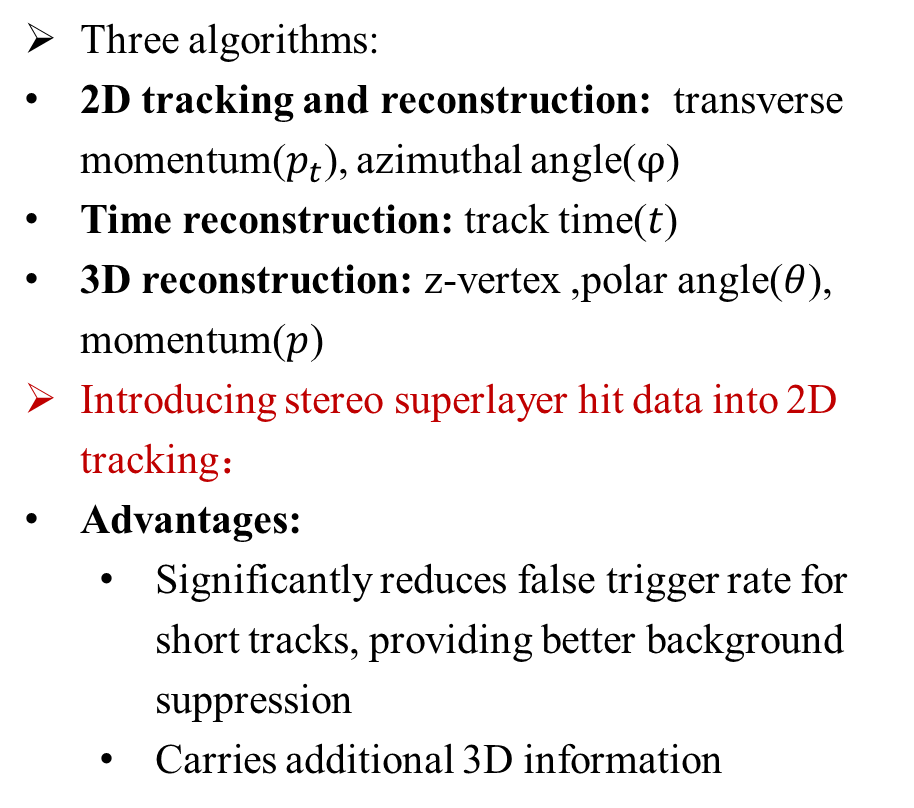 ➢ Three algorithms:
• 2D tracking and reconstruction: transverse
momentum(𝑝ₜ), azimuthal angle(φ)
• Time reconstruction: track time(𝑡)
• 3D reconstruction: z-vertex ,polar angle(𝜃),
momentum(𝑝)
➢ Introducing stereo superlayer hit data into 2D
tracking：
• Advantages:
• Significantly reduces false trigger rate for
short tracks, providing better background
suppression
• Carries additional 3D information